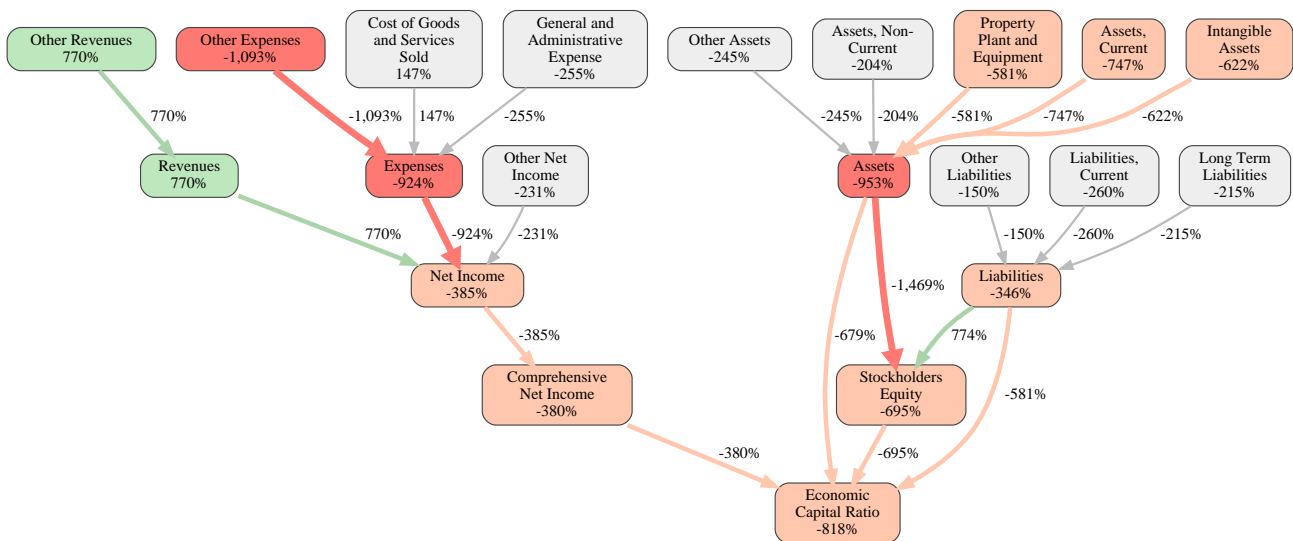 Other Revenues
770%
Other Expenses
-1,093%
Cost of Goods
and Services
Sold
147%
General and
Administrative
Expense
-255%
Other Assets
-245%
Assets, Non-
Current
-204%
Property
Plant and
Equipment
-581%
Assets,
Current
-747%
Intangible
Assets
-622%
770%
-1,093%
147%
-255%
-245%
-204%
-581%
-747%
-622%
Revenues
770%
Expenses
-924%
Other Net
Income
-231%
Assets
-953%
Other
Liabilities
-150%
Liabilities,
Current
-260%
Long Term
Liabilities
-215%
770%
-924%
-231%
-150%
-260%
-215%
Net Income
-385%
-1,469%
Liabilities
-346%
-385%
-679%
774%
Comprehensive
Net Income
-380%
Stockholders
Equity
-695%
-581%
-380%
-695%
Economic
Capital Ratio
-818%